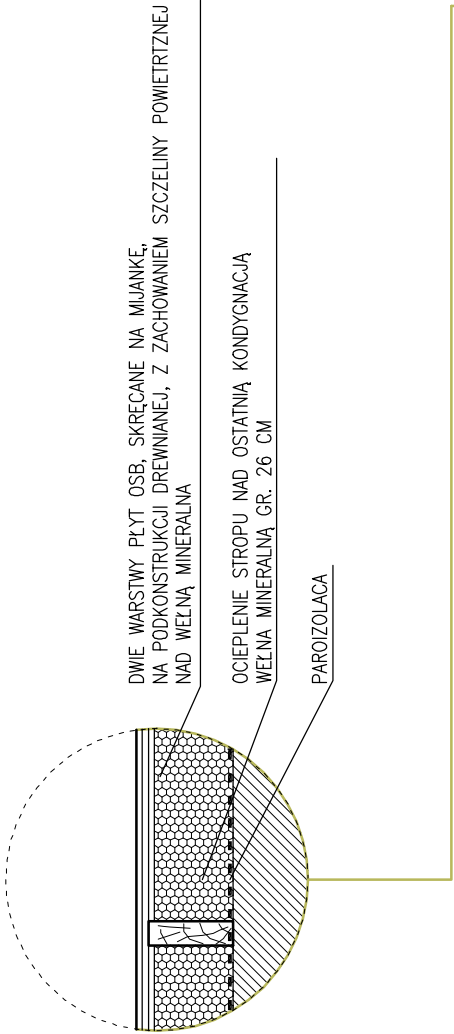 DWIE WARSTWY PŁYT OSB, SKRĘCANE NA MIJANKĘ,
NA PODKONSTRUKCJI DREWNIANEJ, Z ZACHOWANIEM SZCZELINY POWIETRTZNEJ
NAD WEŁNĄ MINERALNA
OCIEPLENIE STROPU NAD OSTATNIĄ KONDYGNACJĄ
WEŁNA MINERALNĄ GR. 26 CM
PAROIZOLACA